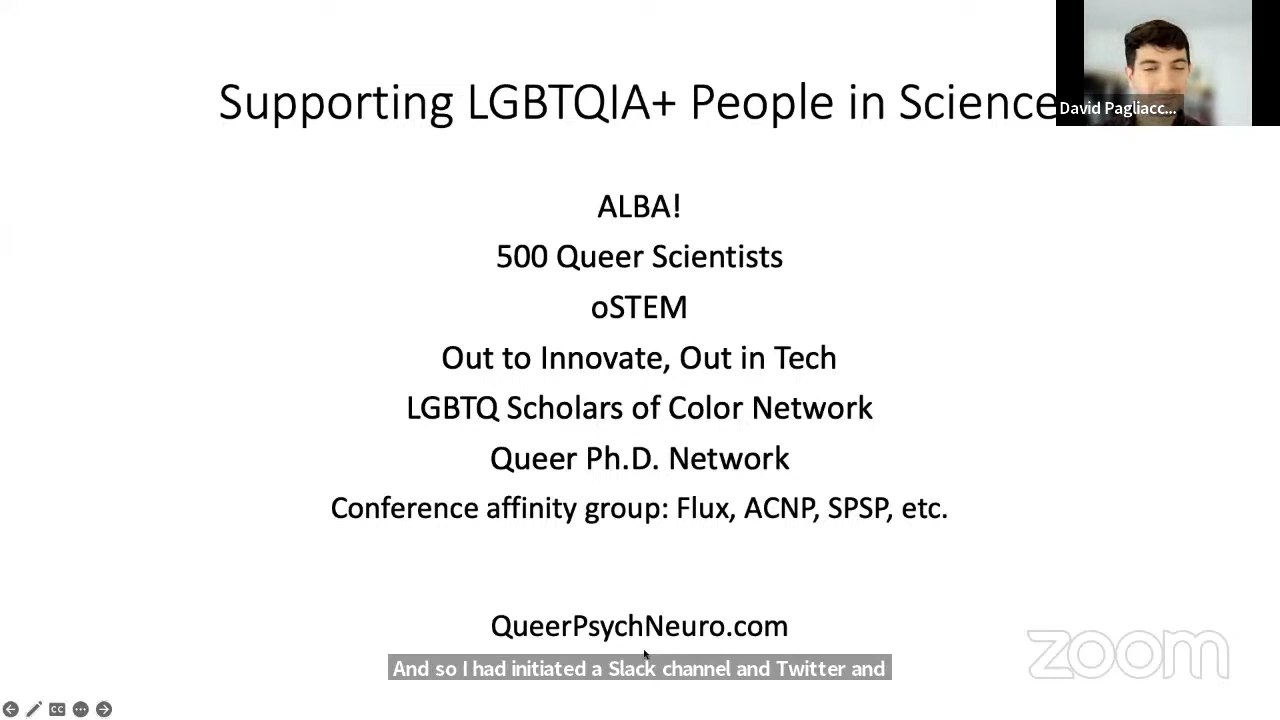 Supporting LGBTQIA+ People in Science
David Pagliacc...
ALBA!
500 Queer Scientists
oSTEM
Out to Innovate, Out in Tech
LGBTQ Scholars of Color Network
Queer Ph.D. Network
Conference affinity group: Flux, ACNP, SPSP, etc.
QueerPsychNeuro.com
zoom
And so I had initiated a Slack channel and Twitter and
CC